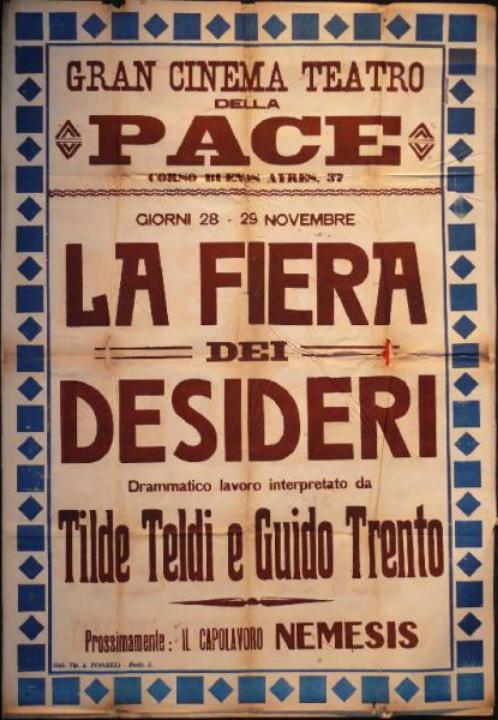 GRAN CINEMA TEATRO
DELLA
PACE
CORSO BUENOS AYRES, 37
GIORNI 28 - 29 NOVEMBRE
LA FIERA
DEI
DESIDERI
Drammatico lavoro interpretato da
Tilde Teldi e Guido Trento
Prossimamente: IL CAPOLAVORO NEMESIS